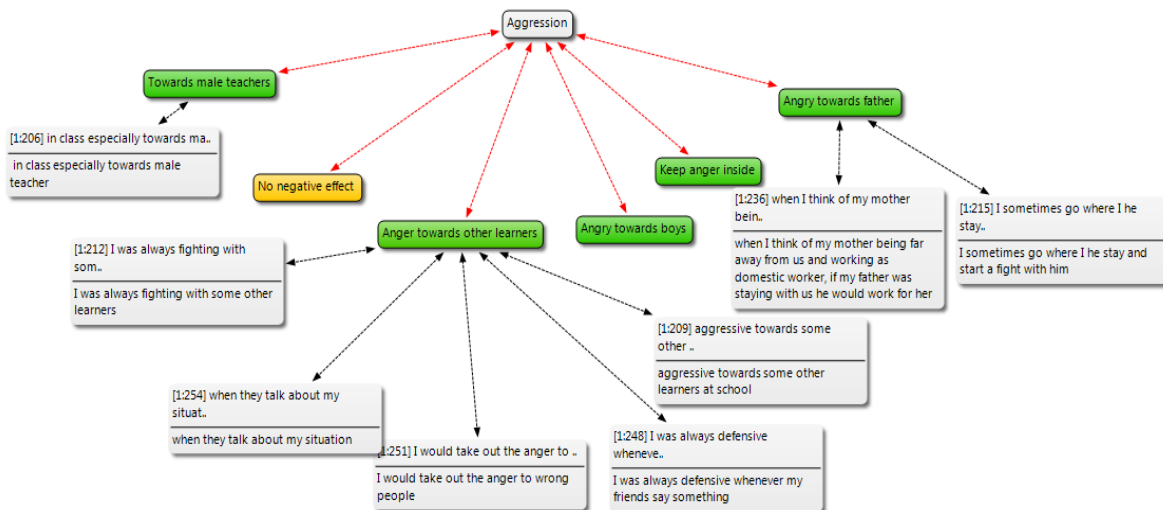 Aggression
Towards male teachers
Angry towards father
[1:206] in class especially towards ma..
in class especially towards male
teacher
No negative effect
Keep anger inside
Anger towards other learners
Angry towards boys
[1:236] when I think of my mother
bein..
when I think of my mother being far
away from us and working as
domestic worker, if my father was
staying with us he would work for her
[1:215] I sometimes go where I he
stay..
I sometimes go where I he stay and
start a fight with him
[1:212] I was always fighting with
som..
I was always fighting with some other
learners
[1:209] aggressive towards some
other ..
aggressive towards some other
learners at school
[1:254] when they talk about my
situat..
when they talk about my situation
[1:251] I would take out the anger to ..
I would take out the anger to wrong
people
[1:248] I was always defensive
wheneve..
I was always defensive whenever my
friends say something